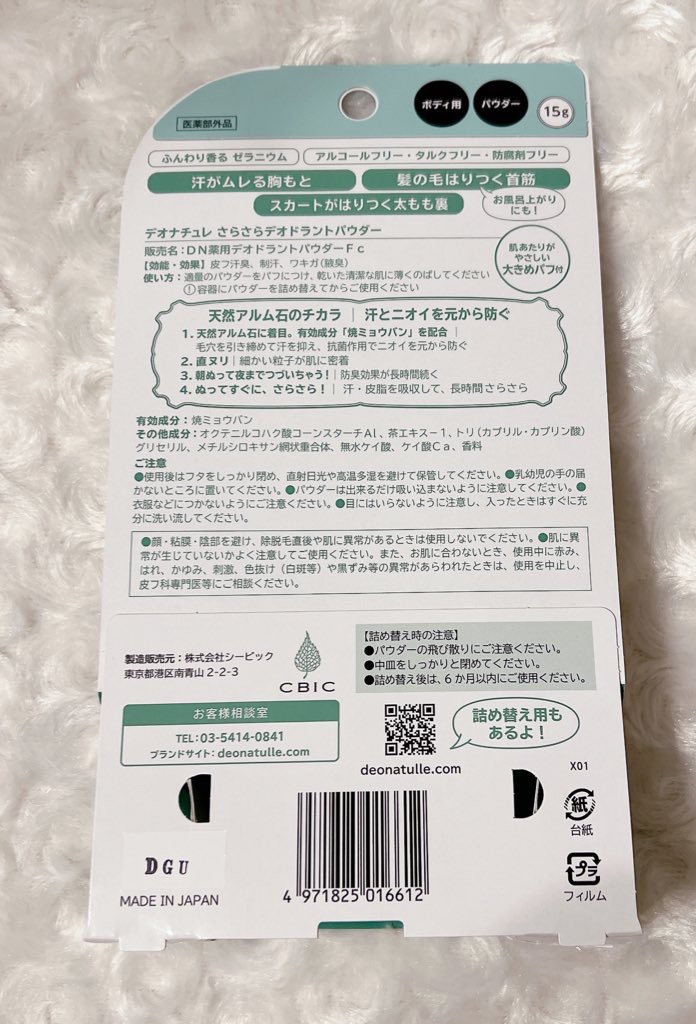 医薬部外品
ボディ用
パウダー
15g
ふんわり香る ゼラニウム
アルコールフリー・タルクフリー・防腐剤フリー
汗がムレる胸もと
髪の毛はりつく首筋
スカートがはりつく太もも裏
お風呂上がり
にも！
デオナチュレ さらさらデオドラントパウダー
販売名：ＤＮ薬用デオドラントパウダーＦｃ
【効能・効果】皮フ汗臭、制汗、ワキガ（腋臭）
使い方：適量のパウダーをパフにつけ、乾いた清潔な肌に薄くのばしてください
！容器にパウダーを詰め替えてからご使用ください
肌あたりが
やさしい
大きめパフ付
天然アルム石のチカラ｜汗とニオイを元から防ぐ
1. 天然アルム石に着目。有効成分「焼ミョウバン」を配合｜
毛穴を引き締めて汗を抑え、抗菌作用でニオイを元から防ぐ
2. 直ヌリ｜細かい粒子が肌に密着
3. 朝ぬって夜までつづいちゃう！｜防臭効果が長時間続く
4. ぬってすぐに、さらさら！｜汗・皮脂を吸収して、長時間さらさら
有効成分：焼ミョウバン
その他成分：オクテニルコハク酸コーンスターチAl、茶エキス－1、トリ（カプリル・カプリン酸）
グリセリル、メチルシロキサン網状重合体、無水ケイ酸、ケイ酸Ca、香料
ご注意
●使用後はフタをしっかり閉め、直射日光や高温多湿を避けて保管してください。●乳幼児の手の届
かないところに置いてください。●パウダーは出来るだけ吸い込まないように注意してください。●
衣服などにつかないようにご注意ください。●目にはいらないように注意し、入ったときはすぐに充
分に洗い流してください。
●顔・粘膜・陰部を避け、除脱毛直後や肌に異常があるときは使用しないでください。●肌に異
常が生じていないかよく注意してご使用ください。また、お肌に合わないとき、使用中に赤み、
はれ、かゆみ、刺激、色抜け（白斑等）や黒ずみ等の異常があらわれたときは、使用を中止し、
皮フ科専門医等にご相談ください。
製造販売元：株式会社シービック
東京都港区南青山 2-2-3
CBIC
【詰め替え時の注意】
●パウダーの飛び散りにご注意ください。
●中皿をしっかりと閉めてください。
●詰め替え後は、6か月以内にご使用ください。
お客様相談室
TEL：03-5414-0841
ブランドサイト：deonatulle.com
deonatulle.com
詰め替え用も
あるよ！
X01
紙
台紙
プラ
フィルム
DGU
MADE IN JAPAN
4 971825 016612